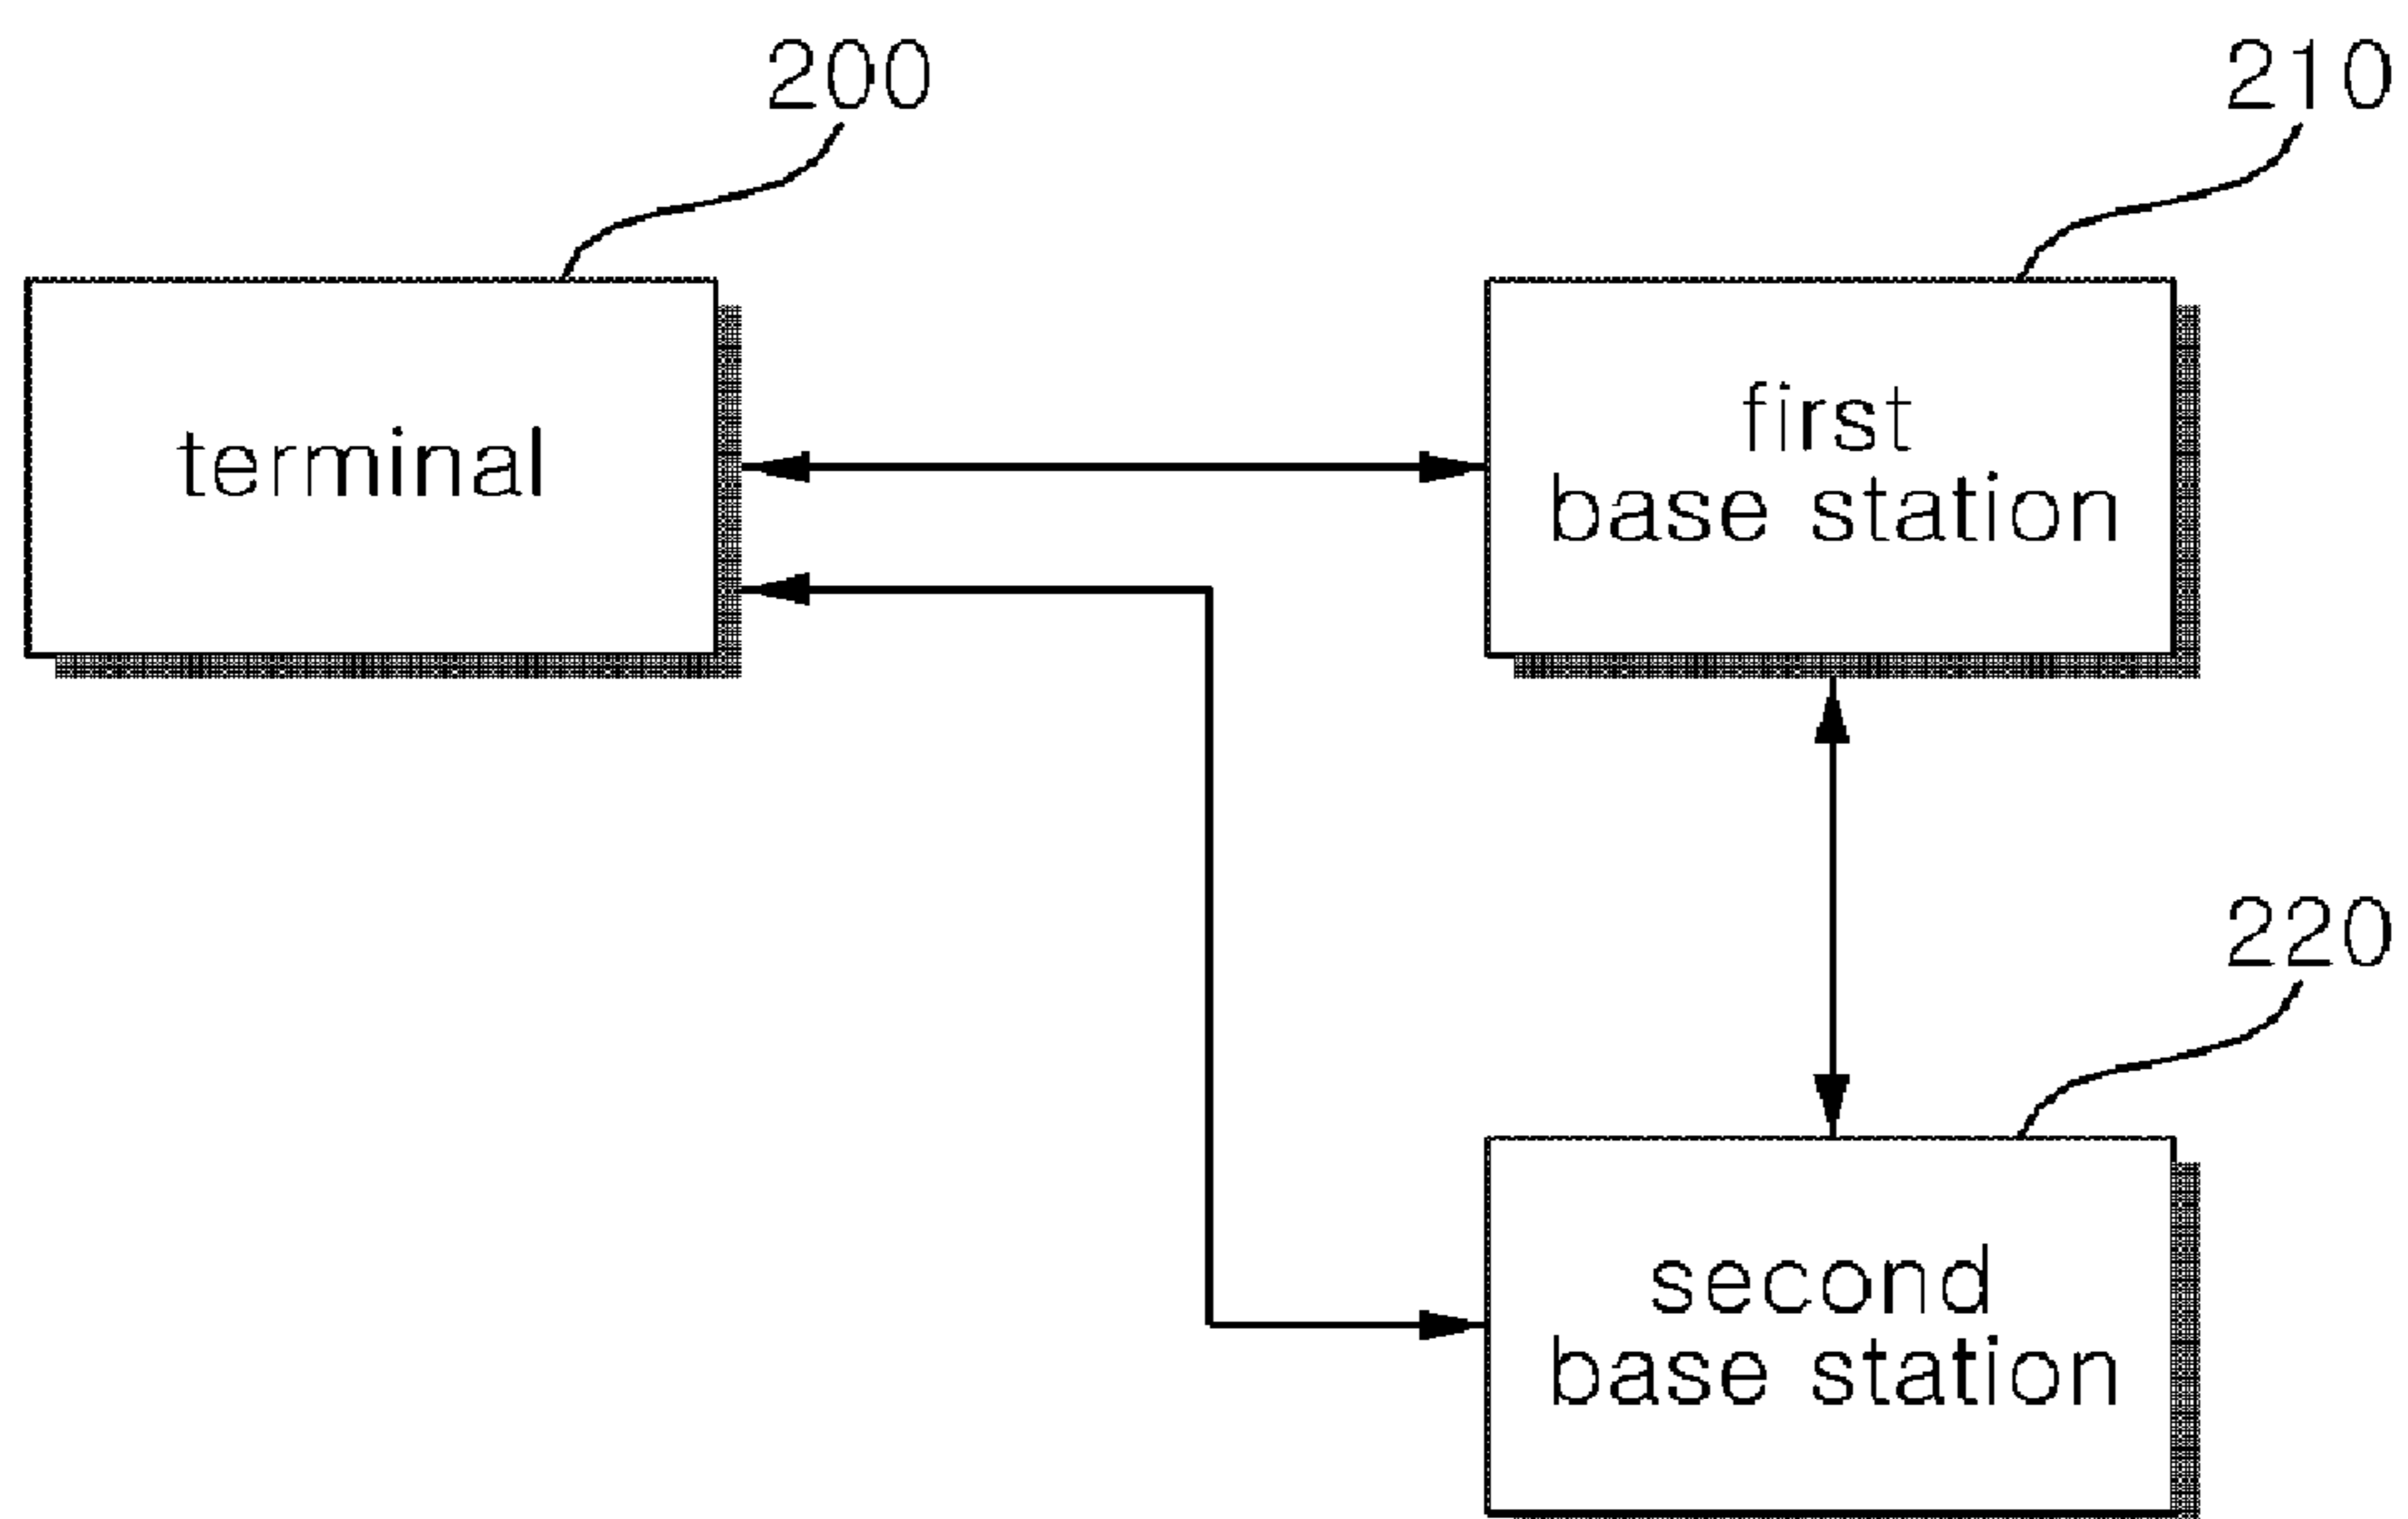 200
210
terminal
first
base station
220
second
base station